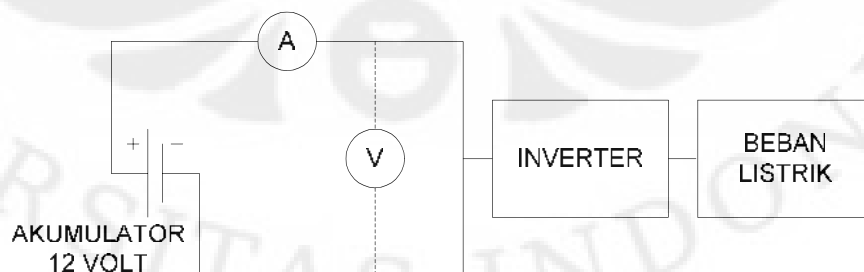 A
+ −
V
INVERTER
BEBAN
LISTRIK
AKUMULATOR
12 VOLT